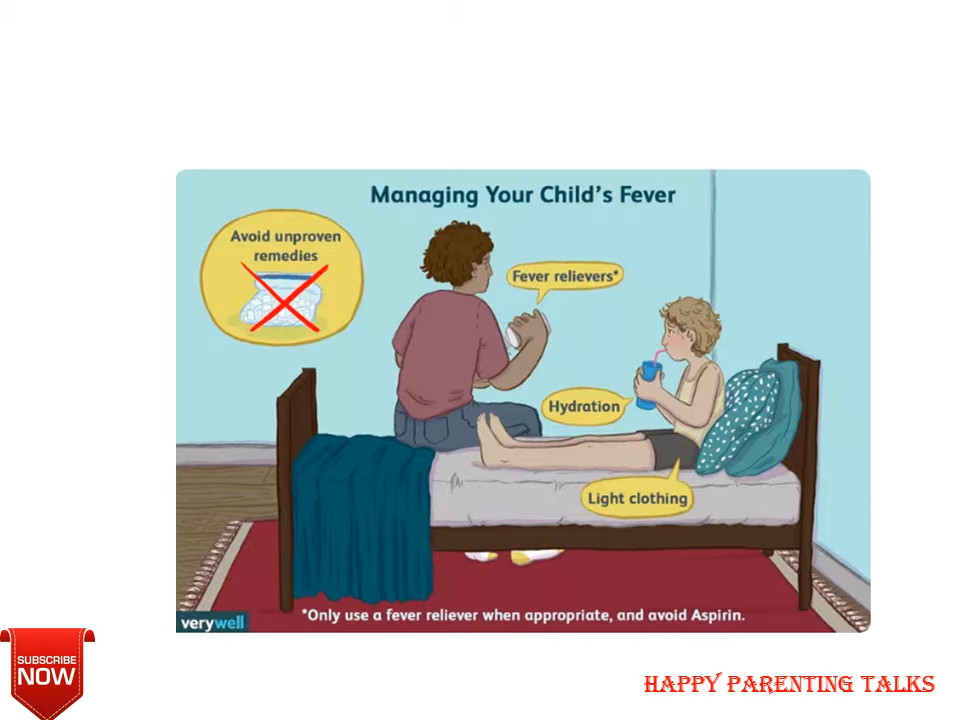 Managing Your Child's Fever
Avoid unproven
remedies
Fever relievers*
Hydration
Light clothing
*Only use a fever reliever when appropriate, and avoid Aspirin.
verywell
SUBSCRIBE
NOW
HAPPY PARENTING TALKS